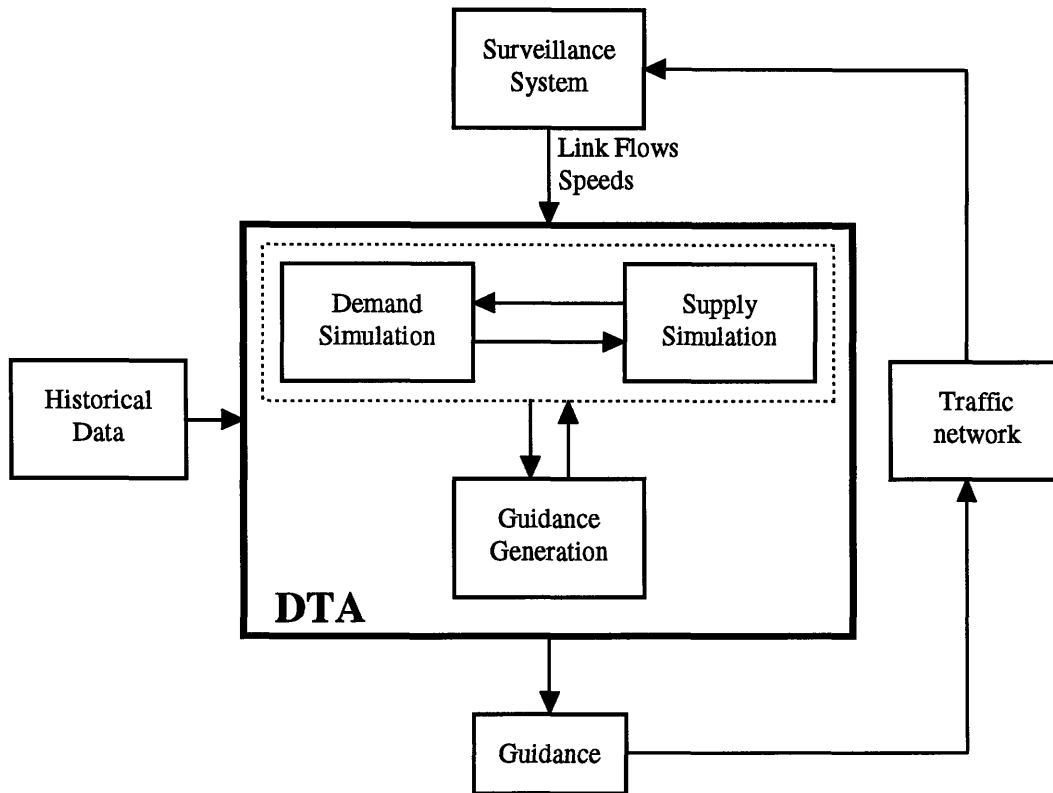 Surveillance
System
Link Flows
Speeds
Demand
Simulation
Supply
Simulation
Historical
Data
Traffic
network
Guidance
Generation
DTA
Guidance